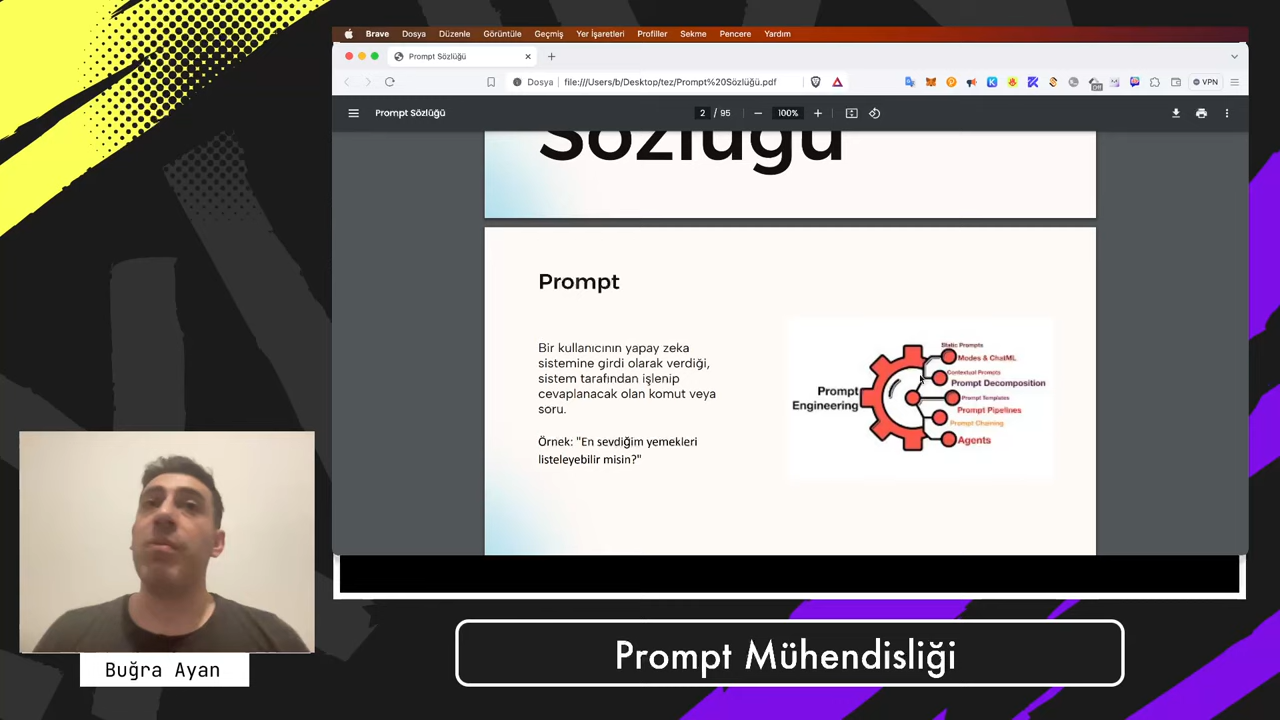 Brave Dosya Düzenle Görüntüle Geçmiş Yer İşaretleri Profiller Sekme Pencere Yardım
Prompt Sözlüğü
Dosya file:///Users/b/Desktop/tez/Prompt%20Sözlüğü.pdf
VPN
Prompt Sözlüğü
2 / 95
100%
Sözlüğü
Prompt
Bir kullanıcının yapay zeka
sistemine girdi olarak verdiği,
sistem tarafından işlenip
cevaplanacak olan komut veya
soru.
Örnek: "En sevdiğim yemekleri
listeleyebilir misin?"
Prompt
Engineering
Static Prompts
Modes & ChatML
Contextual Prompts
Prompt Decomposition
Prompt Templates
Prompt Pipelines
Prompt Chaining
Agents
Buğra Ayan
Prompt Mühendisliği